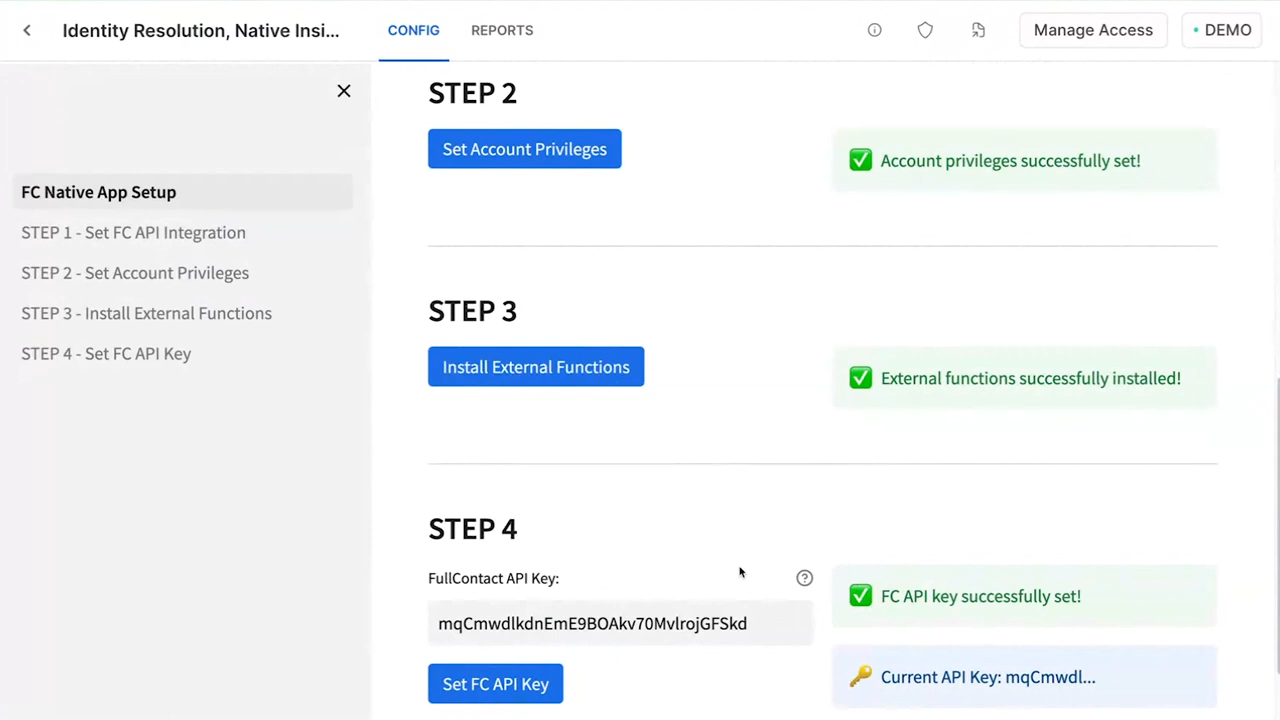 Identity Resolution, Native Insi...
CONFIG
REPORTS
Manage Access
DEMO
FC Native App Setup
STEP 1 - Set FC API Integration
STEP 2 - Set Account Privileges
STEP 3 - Install External Functions
STEP 4 - Set FC API Key
STEP 2
Set Account Privileges
Account privileges successfully set!
STEP 3
Install External Functions
External functions successfully installed!
STEP 4
FullContact API Key:
mqCmwdlkdnEmE9BOAkv70MvlrojGFSkd
FC API key successfully set!
Set FC API Key
Current API Key: mqCmwdl...